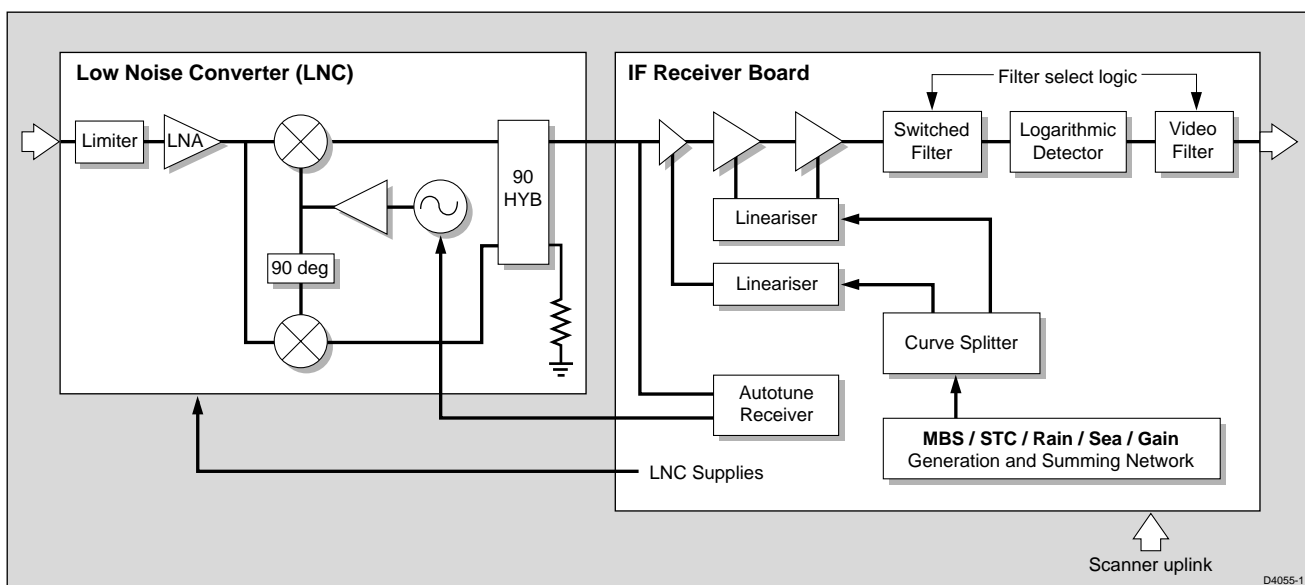 Low Noise Converter (LNC)
Limiter
LNA
90 deg
90
HYB
IF Receiver Board
Filter select logic
Switched
Filter
Logarithmic
Detector
Video
Filter
Lineariser
Lineariser
Curve Splitter
Autotune
Receiver
MBS / STC / Rain / Sea / Gain
Generation and Summing Network
LNC Supplies
Scanner uplink
D4055-1